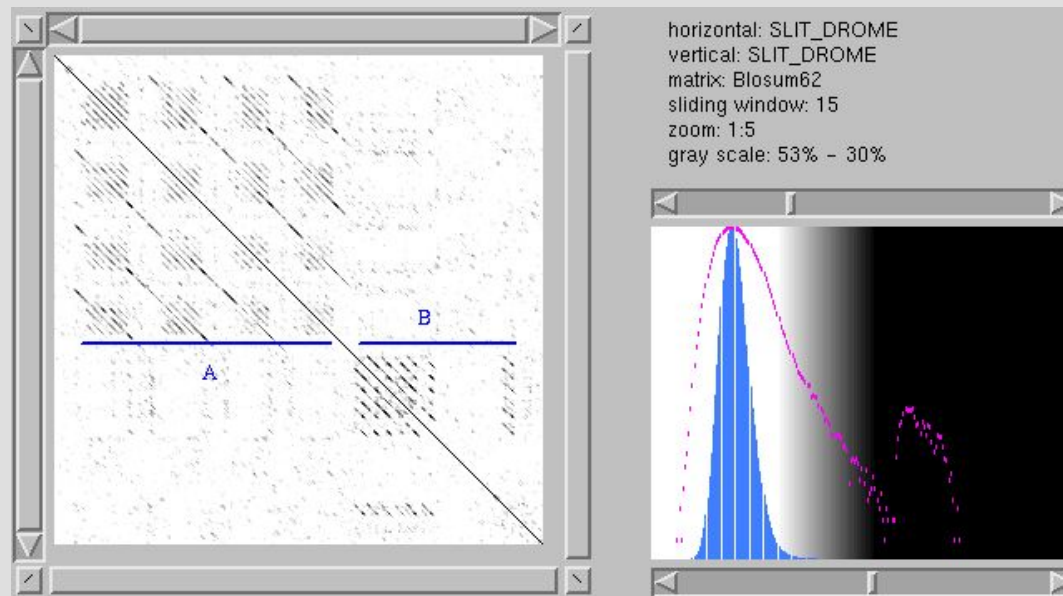 horizontal: SLIT_DROME
vertical: SLIT_DROME
matrix: Blosum62
sliding window: 15
zoom: 1:5
gray scale: 53% - 30%
B
A